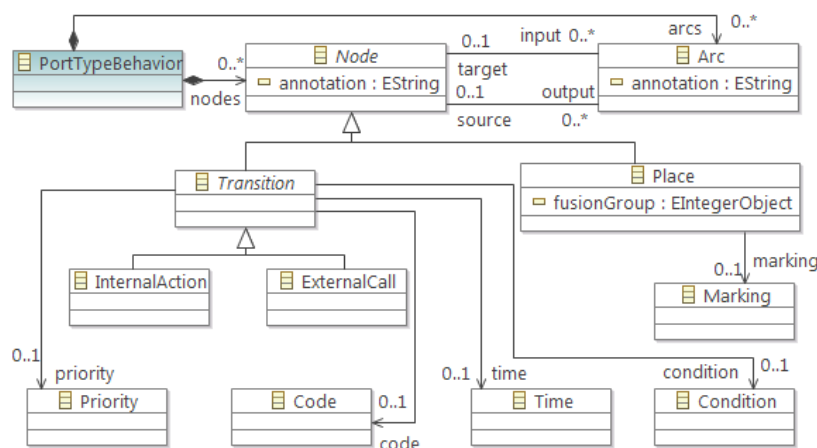 0..*
arcs
PortTypeBehavior
0..*
nodes
Node
annotation : EString
0..1
input
0..*
target
0..1
output
source
0..*
Arc
annotation : EString
Transition
Place
fusionGroup : EIntegerObject
InternalAction
ExternalCall
0..1
marking
Marking
0..1
priority
0..1
time
condition
0..1
Priority
Code
0..1
code
Time
Condition